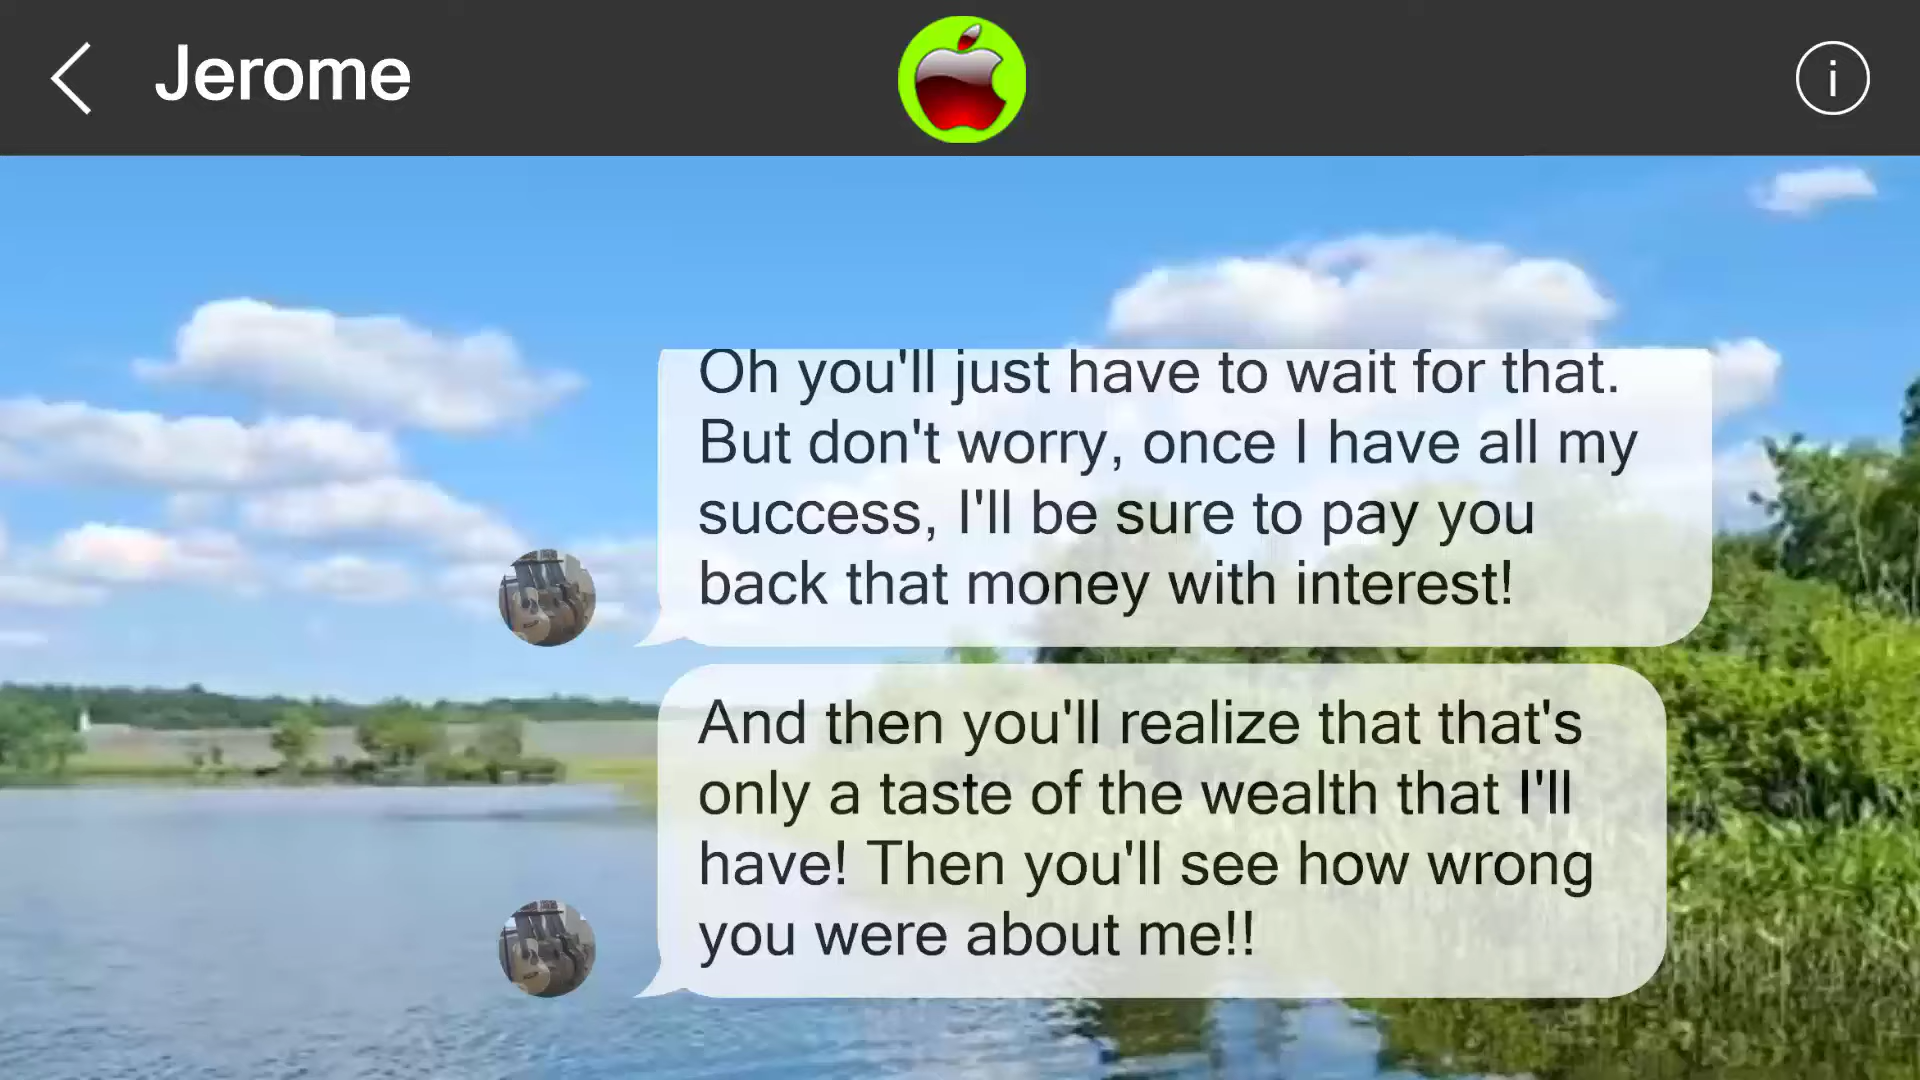 Jerome
i
Oh you'll just have to wait for that.
But don't worry, once I have all my
success, I'll be sure to pay you
back that money with interest!
And then you'll realize that that's
only a taste of the wealth that I'll
have! Then you'll see how wrong
you were about me!!